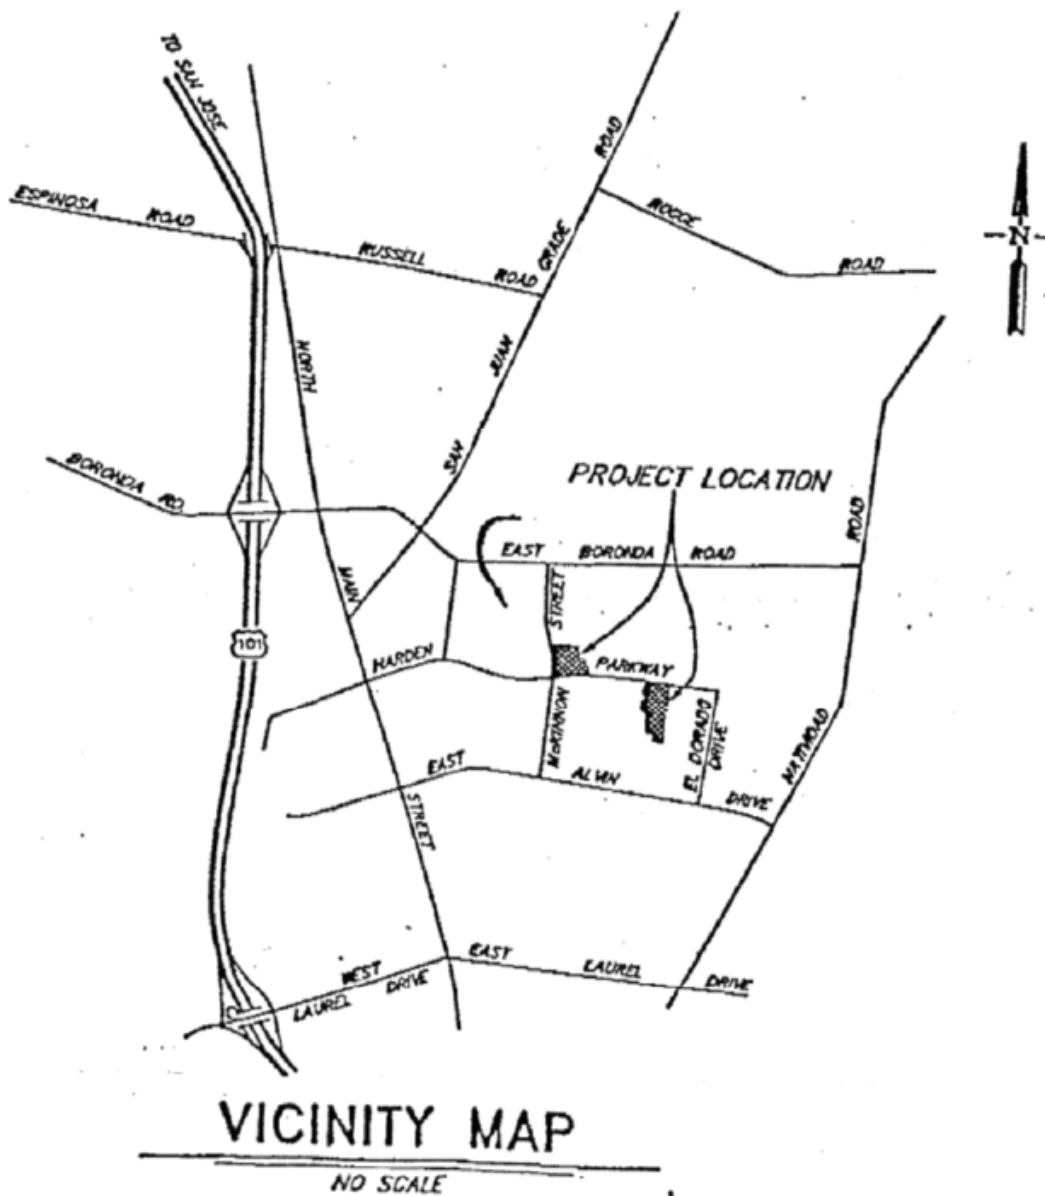 TO SAN JOSE
ESPINOSA ROAD
RUSSELL ROAD
SAN JUAN GRADE ROAD
ROGGE ROAD
N
NORTH MAIN STREET
BORONDA RD.
PROJECT LOCATION
EAST BORONDA ROAD
101
HARDEN PARKWAY
McKINNON STREET
EL DORADO
DRIVE
NATIVIDAD ROAD
EAST ALVIN DRIVE
WEST
LAUREL DRIVE
EAST LAUREL DRIVE
VICINITY MAP
NO SCALE